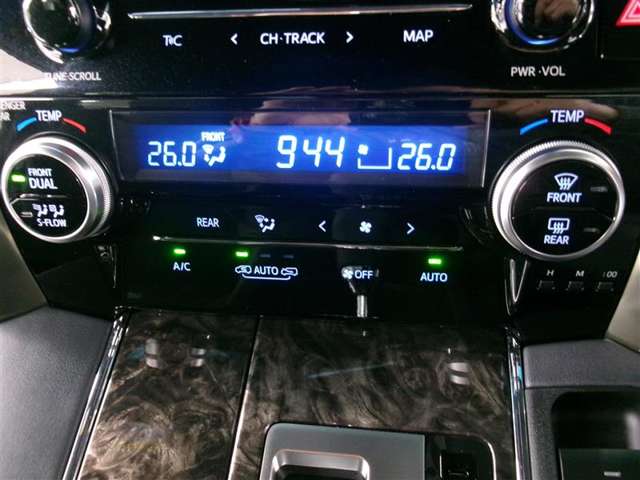 T&C CH·TRACK MAP
TUNE·SCROLL PWR·VOL
TEMP TEMP
FRONT
26.0 944 26.0
FRONT DUAL
S-FLOW
FRONT
REAR
REAR
A/C AUTO OFF AUTO
H M :00